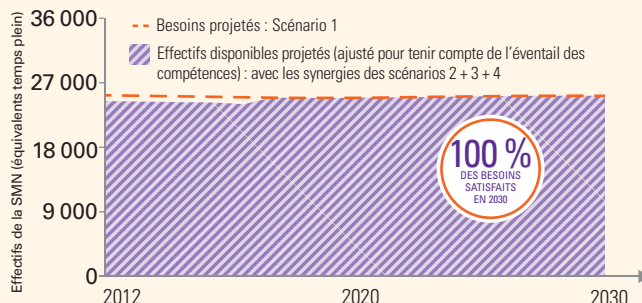 Effectifs de la SMN (équivalents temps plein)
36 000
27 000
18 000
9 000
0
Besoins projetés : Scénario 1
Effectifs disponibles projetés (ajusté pour tenir compte de l’éventail des
compétences) : avec les synergies des scénarios 2 + 3 + 4
100 %
DES BESOINS
SATISFAITS
EN 2030
2012
2020
2030